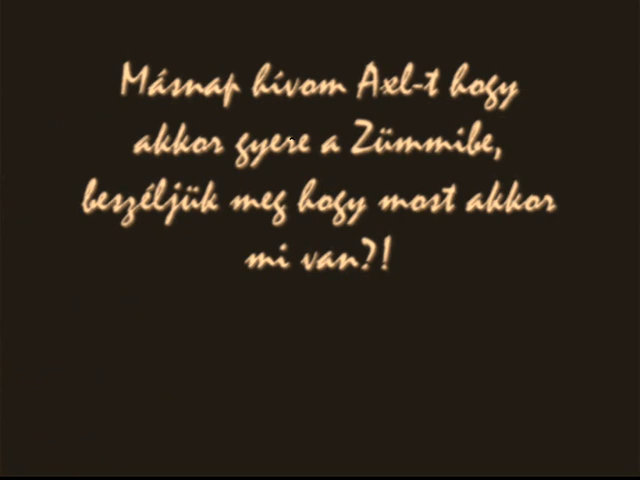 Másnap hívom Axl-t hogy
akkor gyere a Zümmibe,
beszéljük meg hogy most akkor
mi van?!